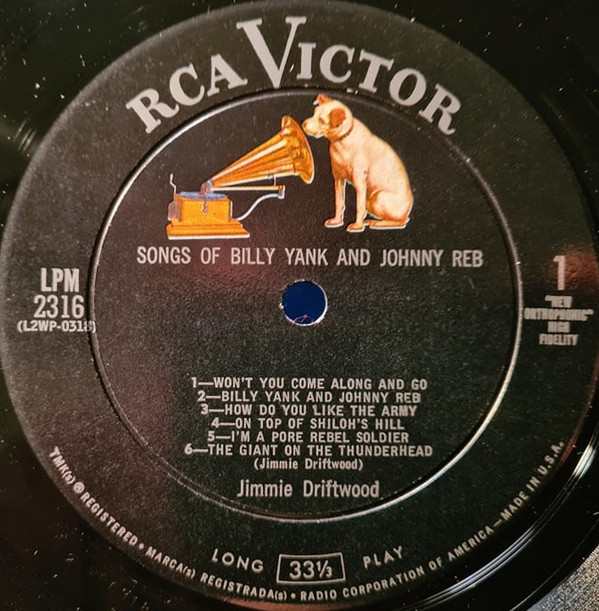 RCA VICTOR
SONGS OF BILLY YANK AND JOHNNY REB
LPM
2316
(L2WP-0318)
1
"NEW
ORTHOPHONIC"
HIGH
FIDELITY
1—WON'T YOU COME ALONG AND GO
2—BILLY YANK AND JOHNNY REB
3—HOW DO YOU LIKE THE ARMY
4—ON TOP OF SHILOH'S HILL
5—I'M A PORE REBEL SOLDIER
6—THE GIANT ON THE THUNDERHEAD
(Jimmie Driftwood)
Jimmie Driftwood
LONG 33⅓ PLAY
TMK(s) ® REGISTERED • MARCA(s) REGISTRADA(s) • RADIO CORPORATION OF AMERICA—MADE IN U.S.A.